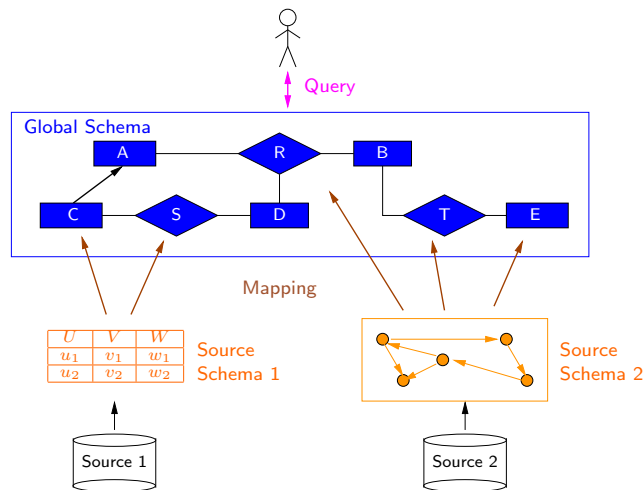 Query
Global Schema
A
R
B
C
S
D
T
E
Mapping
U V W
u₁ v₁ w₁
u₂ v₂ w₂
Source
Schema 1
Source
Schema 2
Source 1
Source 2